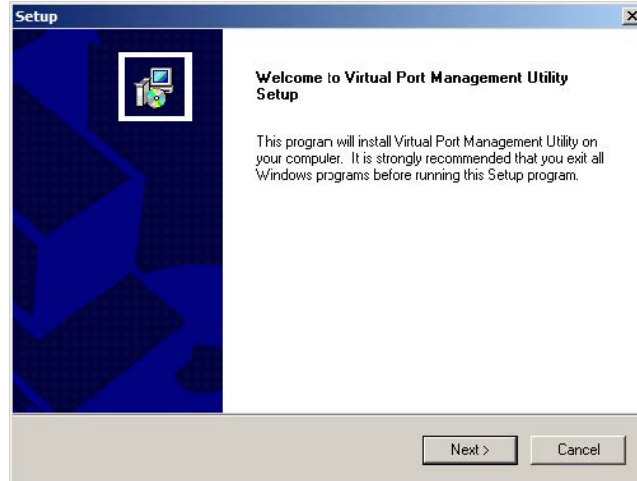 Setup
Welcome to Virtual Port Management Utility
Setup
This program will install Virtual Port Management Utility on
your computer. It is strongly recommended that you exit all
Windows programs before running this Setup program.
Next >
Cancel